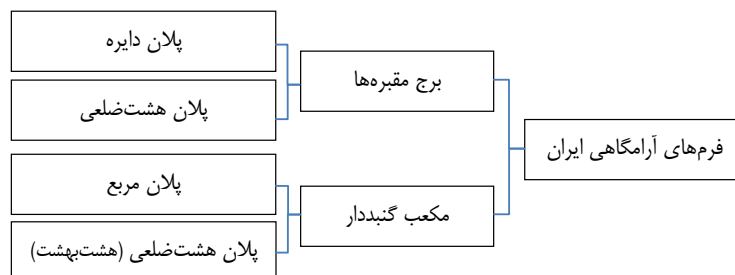 فرم‌های آرامگاهی ایران
برج مقبره‌ها
پلان دایره
پلان هشت‌ضلعی
مکعب گنبددار
پلان مربع
پلان هشت‌ضلعی (هشت‌بهشت)